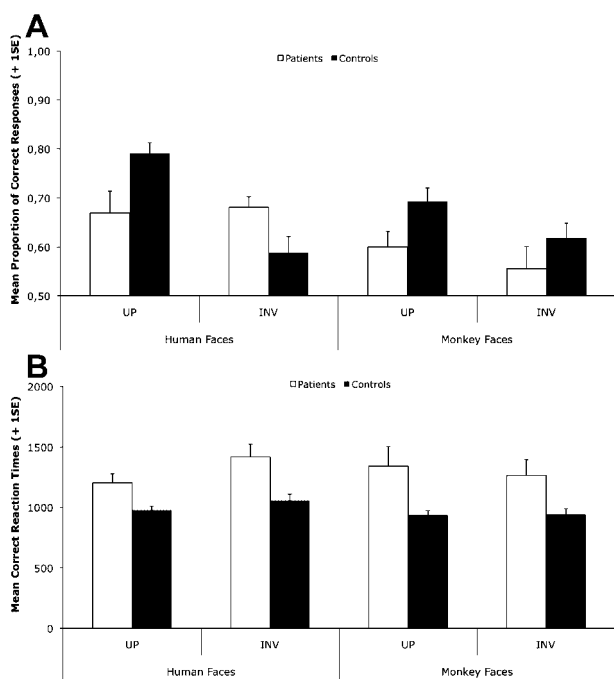 A
Mean Proportion of Correct Responses (+ 1SE)
Patients Controls
1,00
0,90
0,80
0,70
0,60
0,50
UP INV UP INV
Human Faces Monkey Faces
B
Mean Correct Reaction Times (+ 1SE)
Patients Controls
2000
1500
1000
500
0
UP INV UP INV
Human Faces Monkey Faces